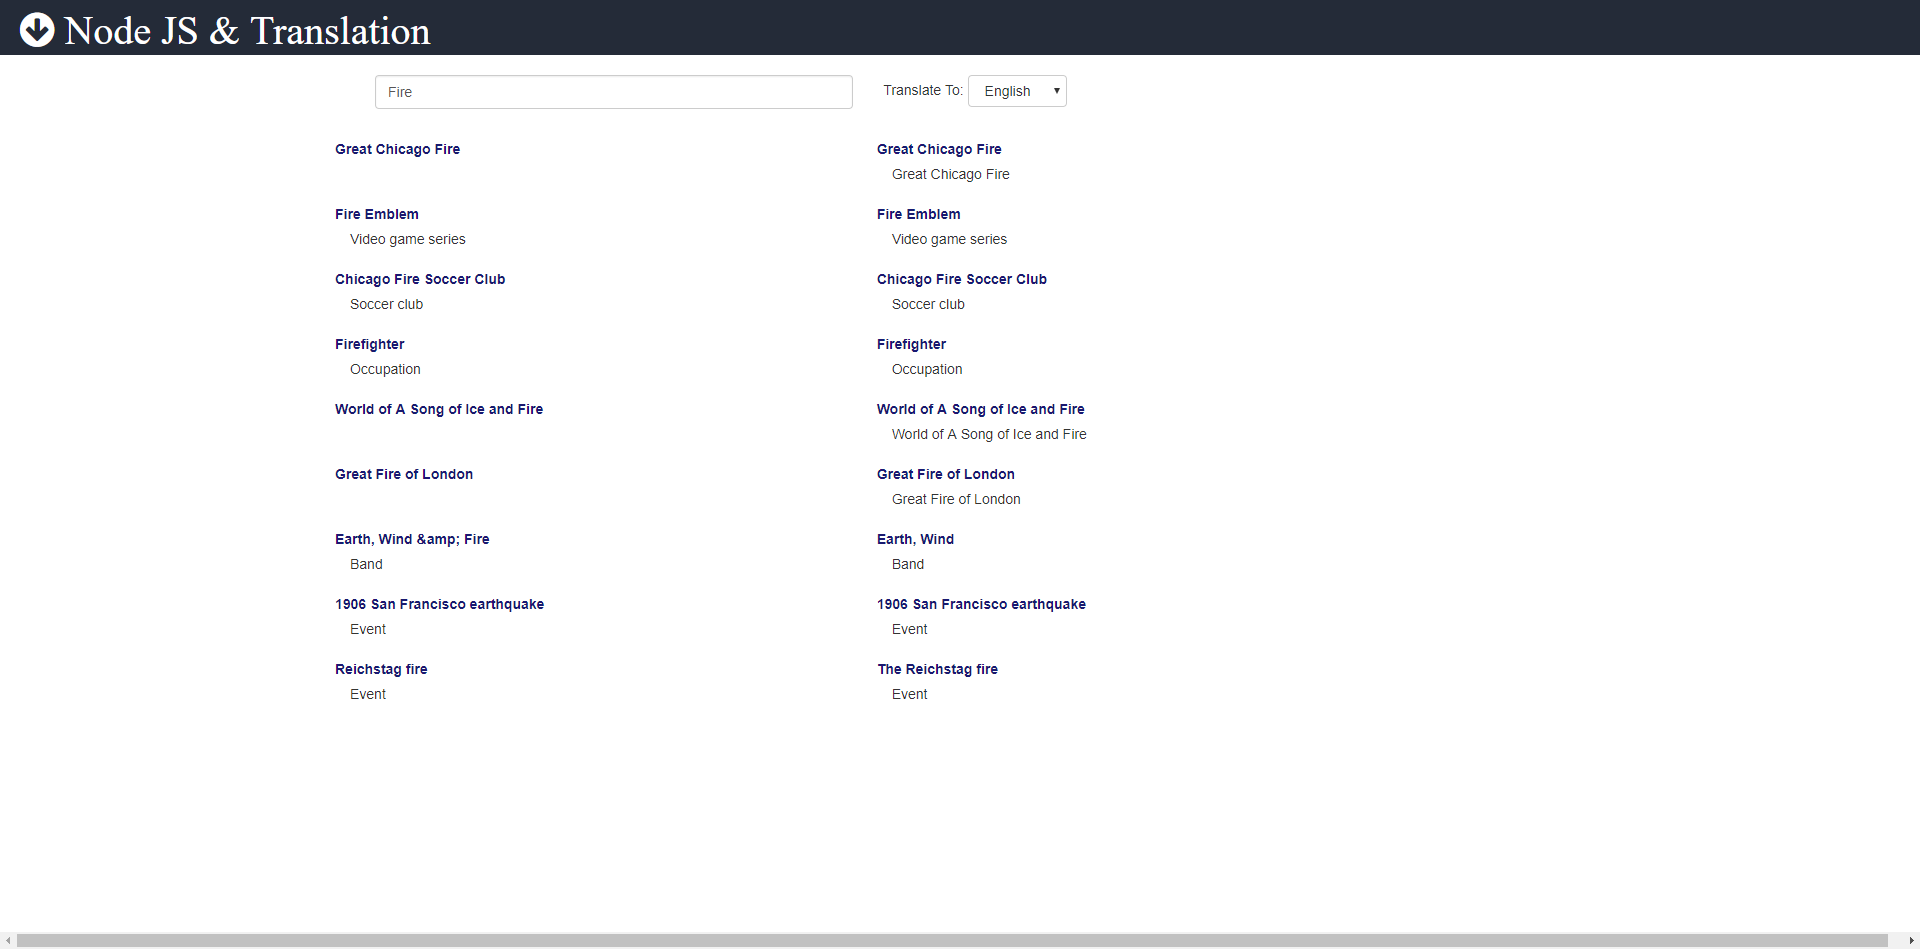 Node JS & Translation
Fire
Translate To: English
Great Chicago Fire
Great Chicago Fire
Great Chicago Fire
Fire Emblem
Fire Emblem
Video game series
Video game series
Chicago Fire Soccer Club
Chicago Fire Soccer Club
Soccer club
Soccer club
Firefighter
Firefighter
Occupation
Occupation
World of A Song of Ice and Fire
World of A Song of Ice and Fire
World of A Song of Ice and Fire
Great Fire of London
Great Fire of London
Great Fire of London
Earth, Wind &amp; Fire
Earth, Wind
Band
Band
1906 San Francisco earthquake
1906 San Francisco earthquake
Event
Event
Reichstag fire
The Reichstag fire
Event
Event